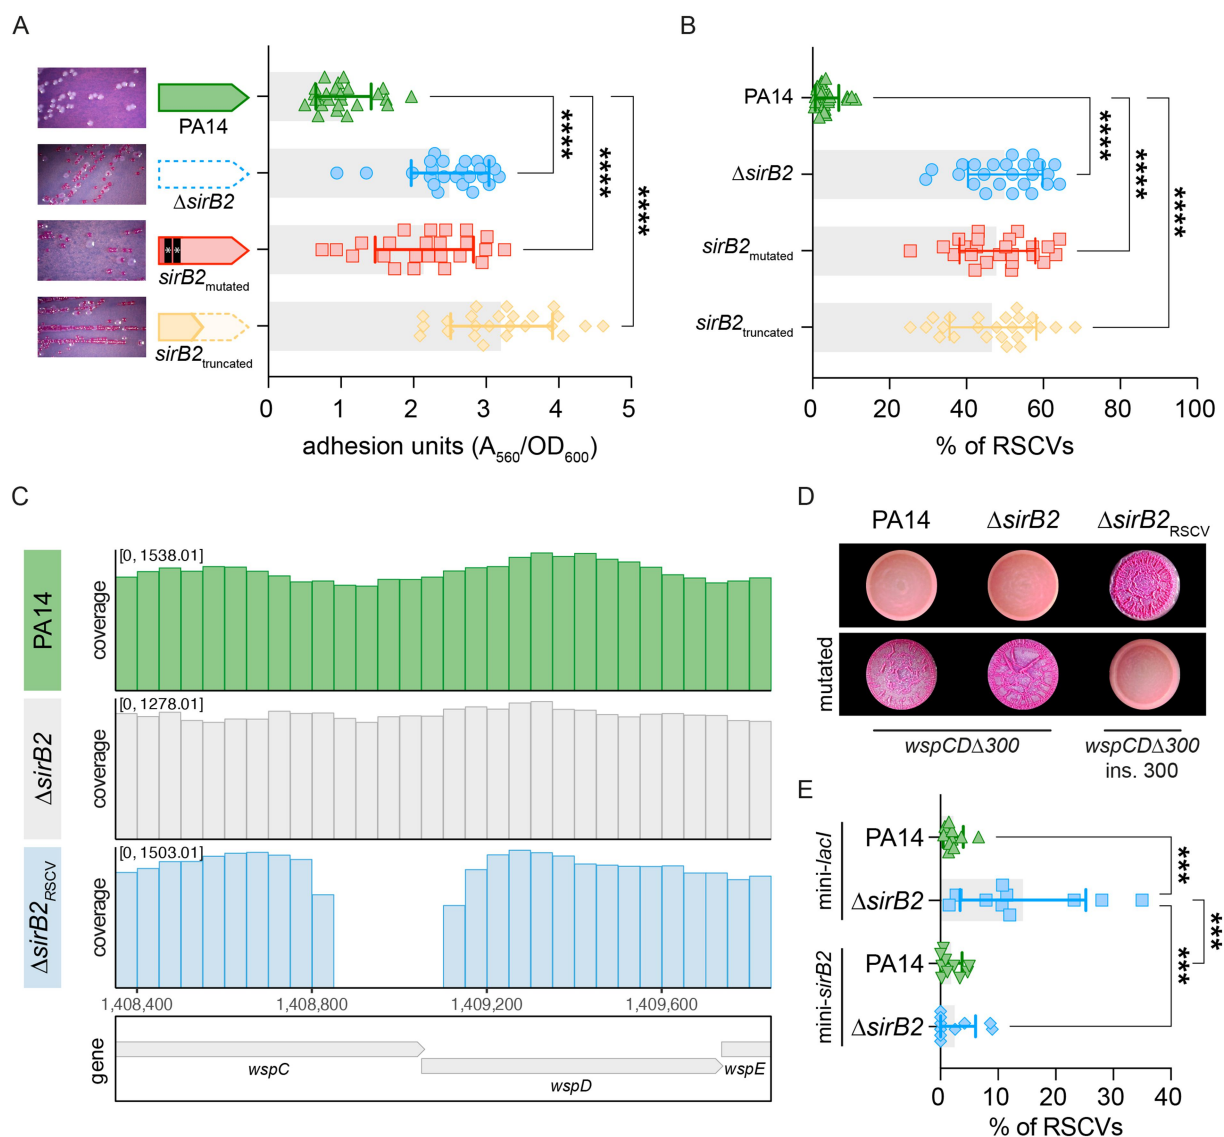 A
PA14
ΔsirB2
* *
sirB2mutated
sirB2truncated
****
****
****
0 1 2 3 4 5
adhesion units (A560/OD600)
B
PA14
ΔsirB2
sirB2mutated
sirB2truncated
****
****
****
0 20 40 60 80 100
% of RSCVs
C
PA14
coverage
[0, 1538.01]
ΔsirB2
coverage
[0, 1278.01]
ΔsirB2RSCV
coverage
[0, 1503.01]
1,408,400 1,408,800 1,409,200 1,409,600
gene
wspC
wspD
wspE
D
PA14 ΔsirB2 ΔsirB2RSCV
mutated
wspCDΔ300 wspCDΔ300
ins. 300
E
mini-lacI
PA14
ΔsirB2
mini-sirB2
PA14
ΔsirB2
***
***
***
0 10 20 30 40
% of RSCVs